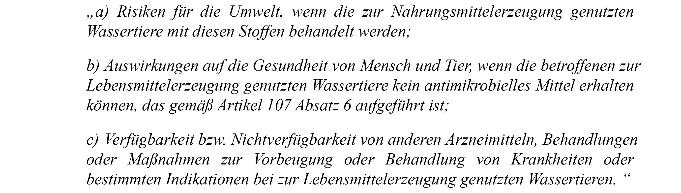 „a) Risiken für die Umwelt, wenn die zur Nahrungsmittelerzeugung genutzten
Wassertiere mit diesen Stoffen behandelt werden;
b) Auswirkungen auf die Gesundheit von Mensch und Tier, wenn die betroffenen zur
Lebensmittelerzeugung genutzten Wassertiere kein antimikrobielles Mittel erhalten
können, das gemäß Artikel 107 Absatz 6 aufgeführt ist;
c) Verfügbarkeit bzw. Nichtverfügbarkeit von anderen Arzneimitteln, Behandlungen
oder Maßnahmen zur Vorbeugung oder Behandlung von Krankheiten oder
bestimmten Indikationen bei zur Lebensmittelerzeugung genutzten Wassertieren. “